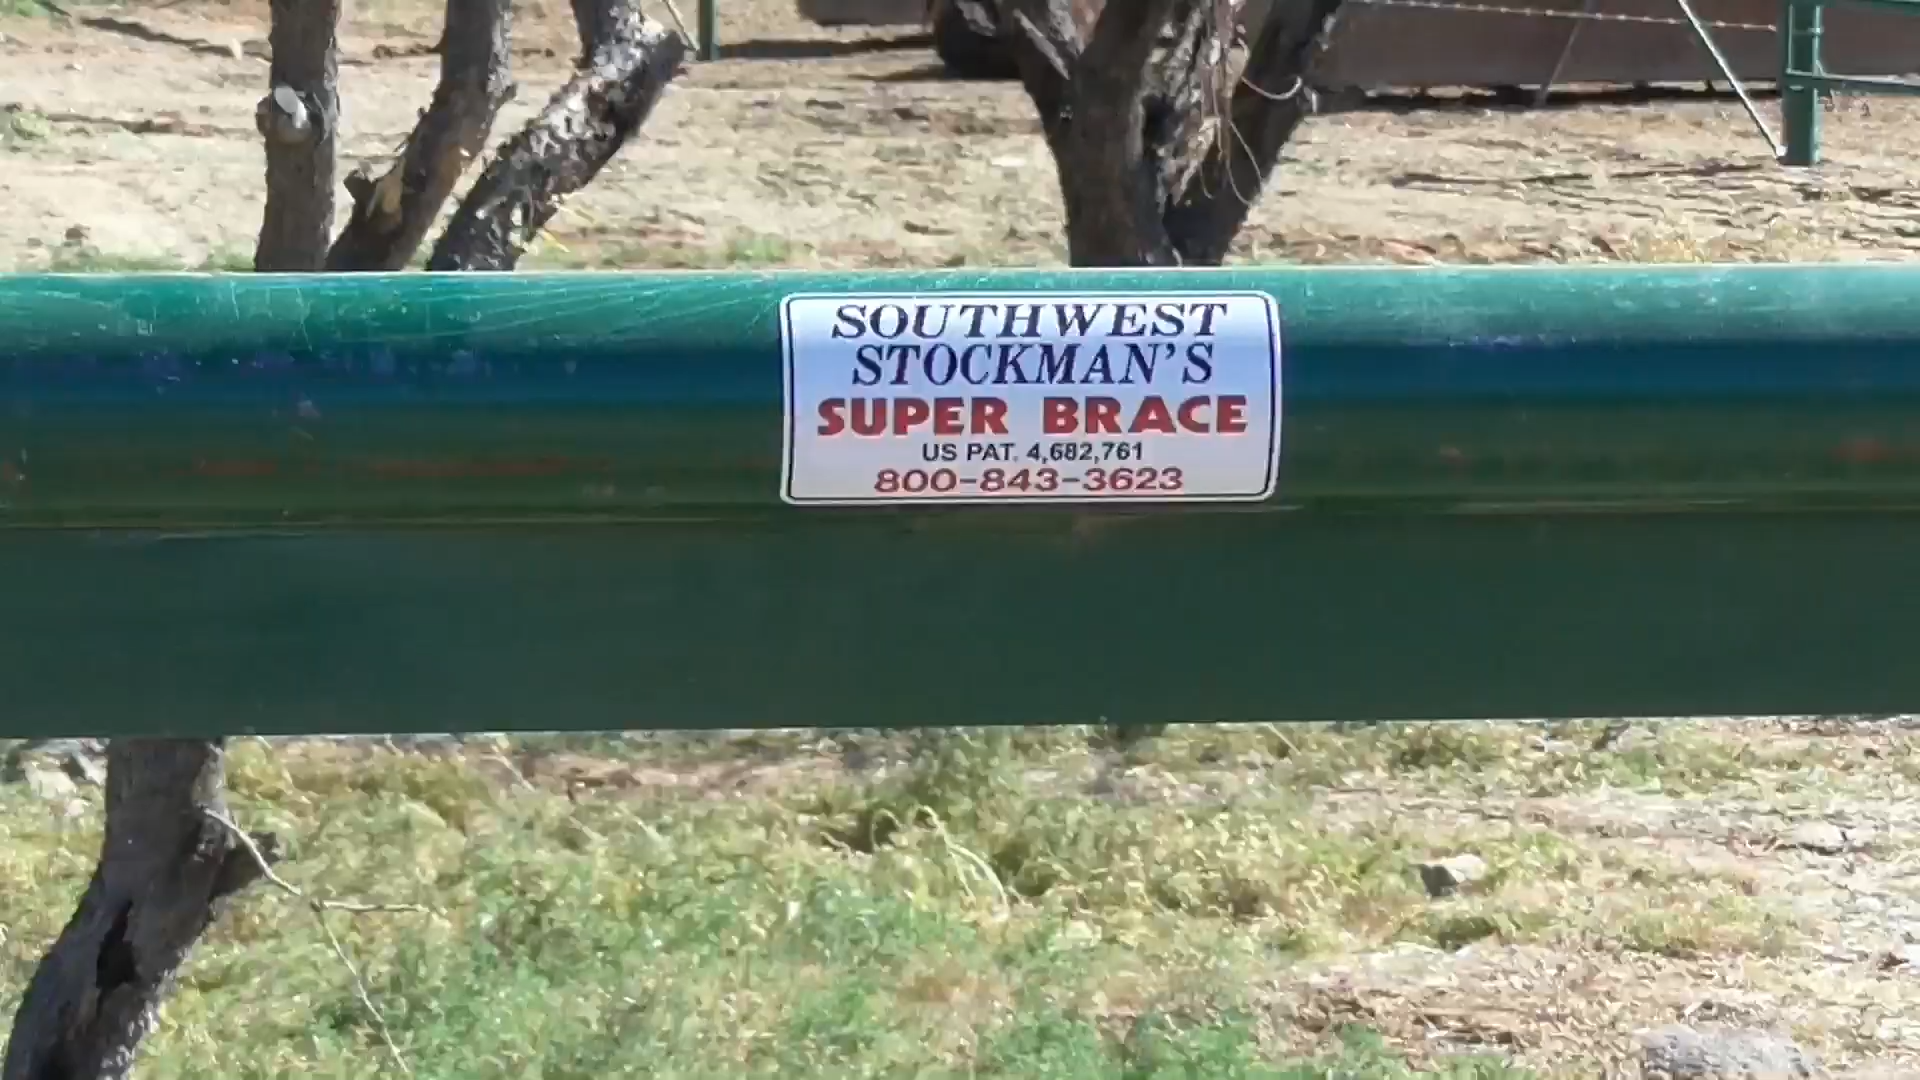 SOUTHWEST
STOCKMAN'S
SUPER BRACE
US PAT. 4,682,761
800-843-3623